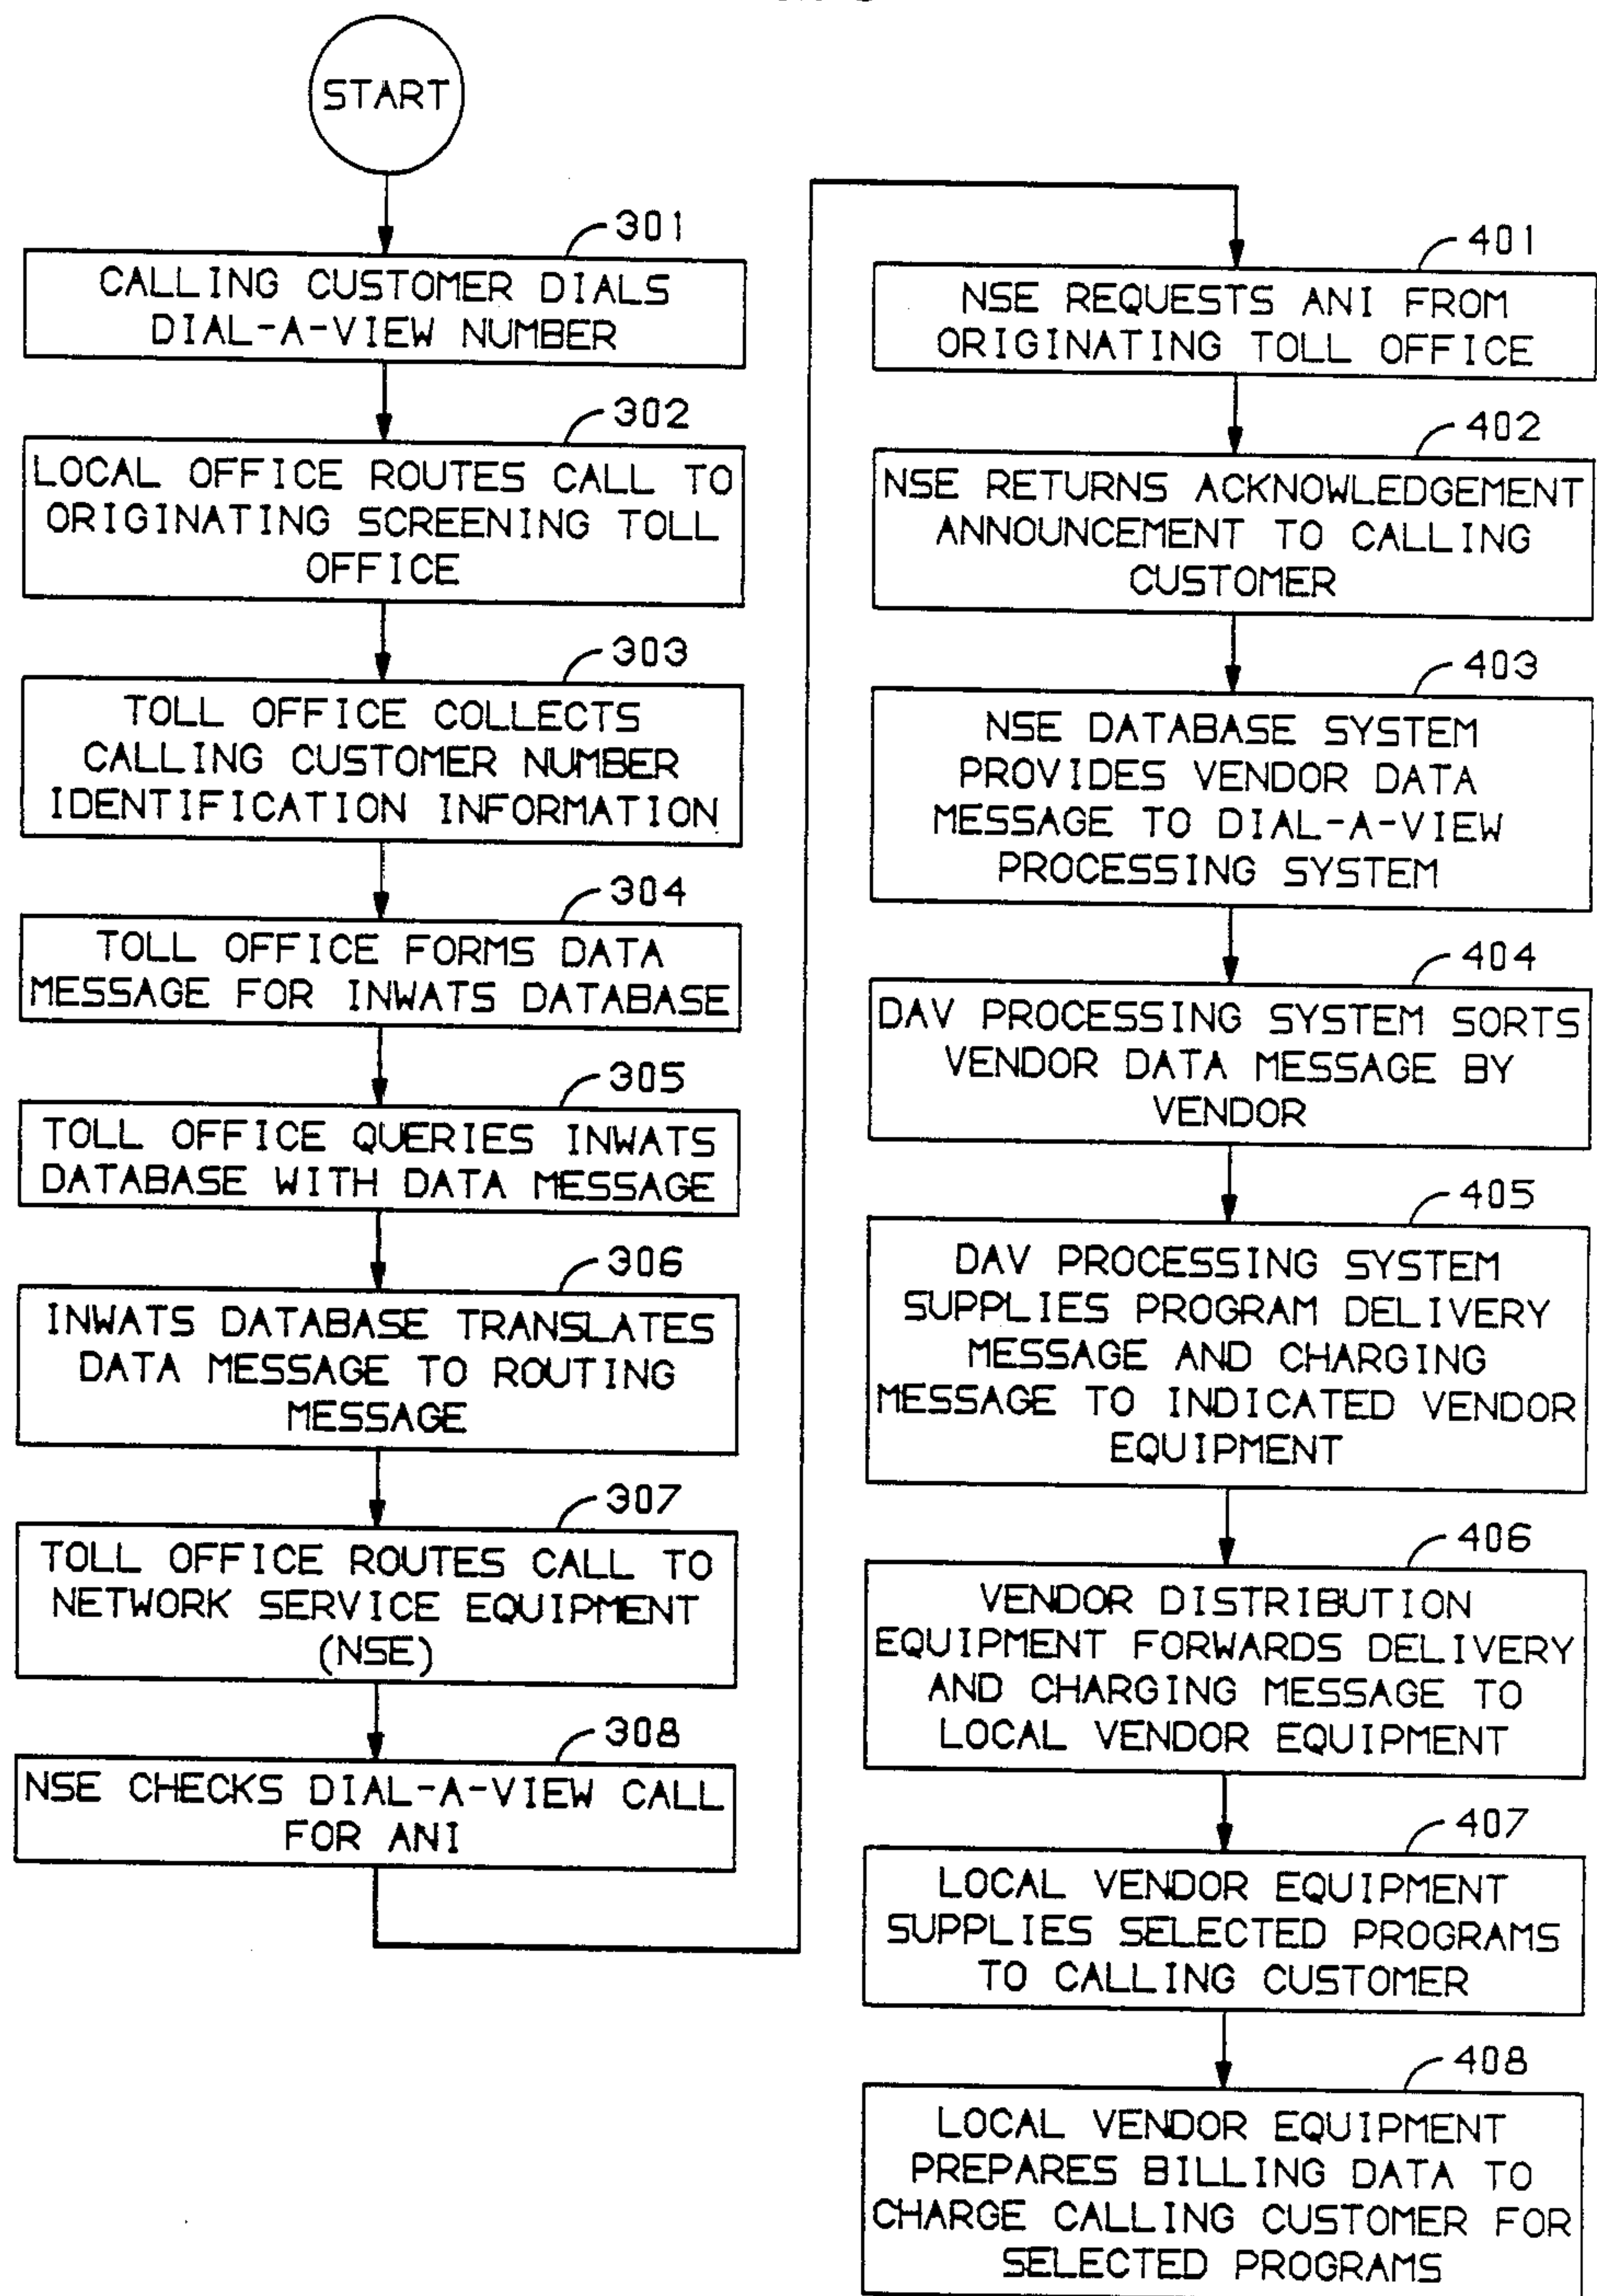 START
301
CALLING CUSTOMER DIALS
DIAL-A-VIEW NUMBER
302
LOCAL OFFICE ROUTES CALL TO
ORIGINATING SCREENING TOLL
OFFICE
303
TOLL OFFICE COLLECTS
CALLING CUSTOMER NUMBER
IDENTIFICATION INFORMATION
304
TOLL OFFICE FORMS DATA
MESSAGE FOR INWATS DATABASE
305
TOLL OFFICE QUERIES INWATS
DATABASE WITH DATA MESSAGE
306
INWATS DATABASE TRANSLATES
DATA MESSAGE TO ROUTING
MESSAGE
307
TOLL OFFICE ROUTES CALL TO
NETWORK SERVICE EQUIPMENT
(NSE)
308
NSE CHECKS DIAL-A-VIEW CALL
FOR ANI
401
NSE REQUESTS ANI FROM
ORIGINATING TOLL OFFICE
402
NSE RETURNS ACKNOWLEDGEMENT
ANNOUNCEMENT TO CALLING
CUSTOMER
403
NSE DATABASE SYSTEM
PROVIDES VENDOR DATA
MESSAGE TO DIAL-A-VIEW
PROCESSING SYSTEM
404
DAV PROCESSING SYSTEM SORTS
VENDOR DATA MESSAGE BY
VENDOR
405
DAV PROCESSING SYSTEM
SUPPLIES PROGRAM DELIVERY
MESSAGE AND CHARGING
MESSAGE TO INDICATED VENDOR
EQUIPMENT
406
VENDOR DISTRIBUTION
EQUIPMENT FORWARDS DELIVERY
AND CHARGING MESSAGE TO
LOCAL VENDOR EQUIPMENT
407
LOCAL VENDOR EQUIPMENT
SUPPLIES SELECTED PROGRAMS
TO CALLING CUSTOMER
408
LOCAL VENDOR EQUIPMENT
PREPARES BILLING DATA TO
CHARGE CALLING CUSTOMER FOR
SELECTED PROGRAMS